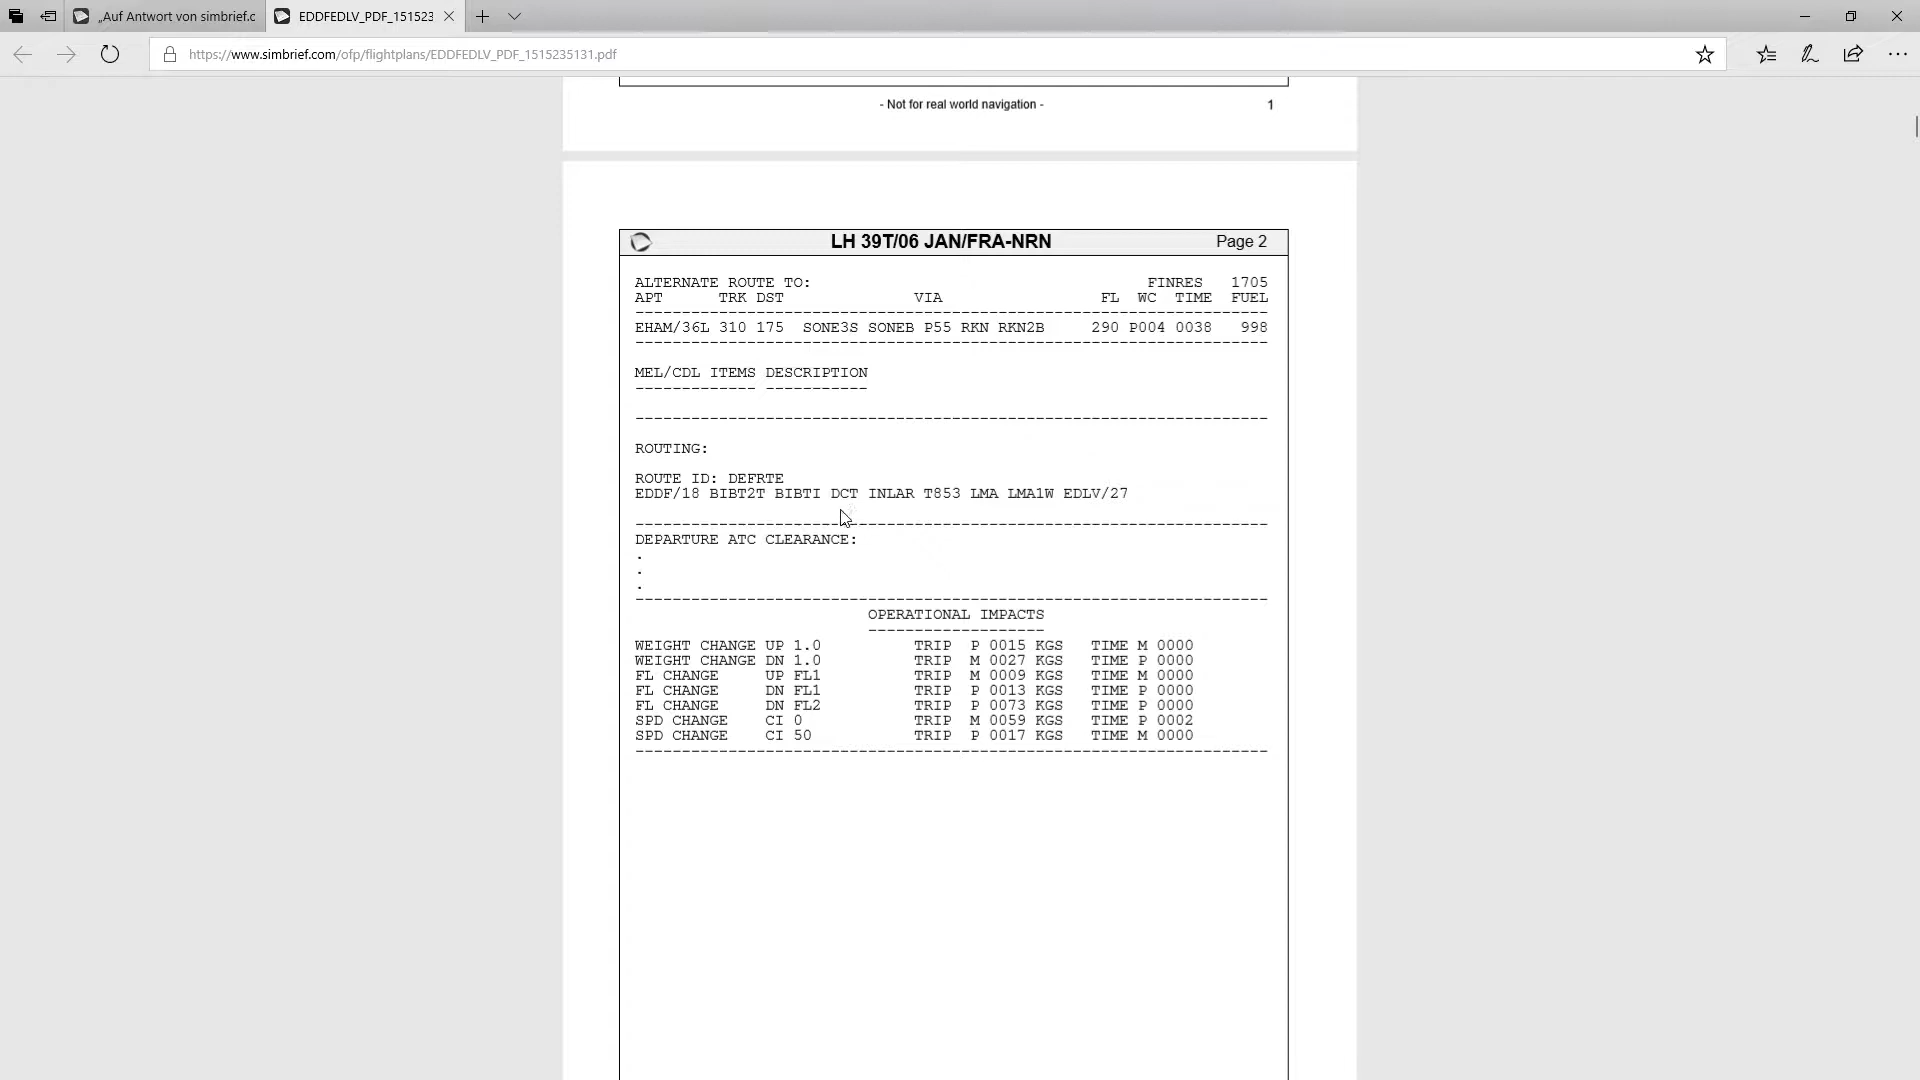 „Auf Antwort von simbrief.c
EDDFEDLV_PDF_151523
https://www.simbrief.com/ofp/flightplans/EDDFEDLV_PDF_1515235131.pdf
- Not for real world navigation - 1
LH 39T/06 JAN/FRA-NRN Page 2
ALTERNATE ROUTE TO: FINRES 1705
APT TRK DST VIA FL WC TIME FUEL
--------------------------------------------------------------------
EHAM/36L 310 175 SONE3S SONEB P55 RKN RKN2B 290 P004 0038 998
--------------------------------------------------------------------
MEL/CDL ITEMS DESCRIPTION
------------- -----------
--------------------------------------------------------------------
ROUTING:
ROUTE ID: DEFRTE
EDDF/18 BIBT2T BIBTI DCT INLAR T853 LMA LMA1W EDLV/27
--------------------------------------------------------------------
DEPARTURE ATC CLEARANCE:
.
.
.
--------------------------------------------------------------------
OPERATIONAL IMPACTS
-------------------
WEIGHT CHANGE UP 1.0 TRIP P 0015 KGS TIME M 0000
WEIGHT CHANGE DN 1.0 TRIP M 0027 KGS TIME P 0000
FL CHANGE UP FL1 TRIP M 0009 KGS TIME M 0000
FL CHANGE DN FL1 TRIP P 0013 KGS TIME P 0000
FL CHANGE DN FL2 TRIP P 0073 KGS TIME P 0000
SPD CHANGE CI 0 TRIP M 0059 KGS TIME P 0002
SPD CHANGE CI 50 TRIP P 0017 KGS TIME M 0000
--------------------------------------------------------------------